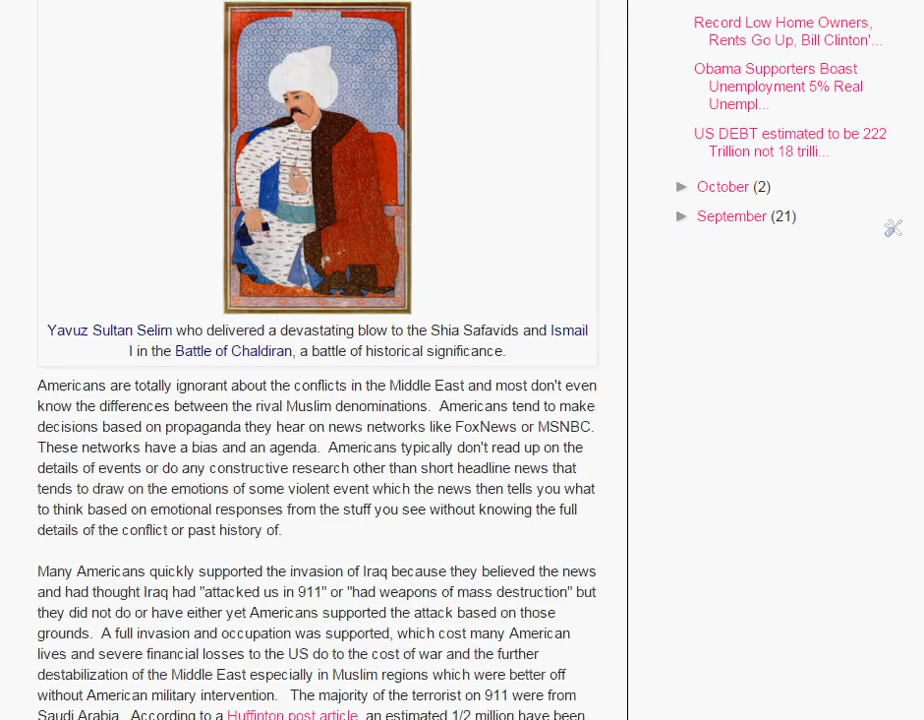 Yavuz Sultan Selim who delivered a devastating blow to the Shia Safavids and Ismail
I in the Battle of Chaldiran, a battle of historical significance.
Americans are totally ignorant about the conflicts in the Middle East and most don't even
know the differences between the rival Muslim denominations.  Americans tend to make
decisions based on propaganda they hear on news networks like FoxNews or MSNBC.
These networks have a bias and an agenda.  Americans typically don't read up on the
details of events or do any constructive research other than short headline news that
tends to draw on the emotions of some violent event which the news then tells you what
to think based on emotional responses from the stuff you see without knowing the full
details of the conflict or past history of.
Many Americans quickly supported the invasion of Iraq because they believed the news
and had thought Iraq had "attacked us in 911" or "had weapons of mass destruction" but
they did not do or have either yet Americans supported the attack based on those
grounds.  A full invasion and occupation was supported, which cost many American
lives and severe financial losses to the US do to the cost of war and the further
destabilization of the Middle East especially in Muslim regions which were better off
without American military intervention.   The majority of the terrorist on 911 were from
Saudi Arabia.  According to a Huffinton post article, an estimated 1/2 million have been
Record Low Home Owners,
Rents Go Up, Bill Clinton'...
Obama Supporters Boast
Unemployment 5% Real
Unempl...
US DEBT estimated to be 222
Trillion not 18 trilli...
► October (2)
► September (21)